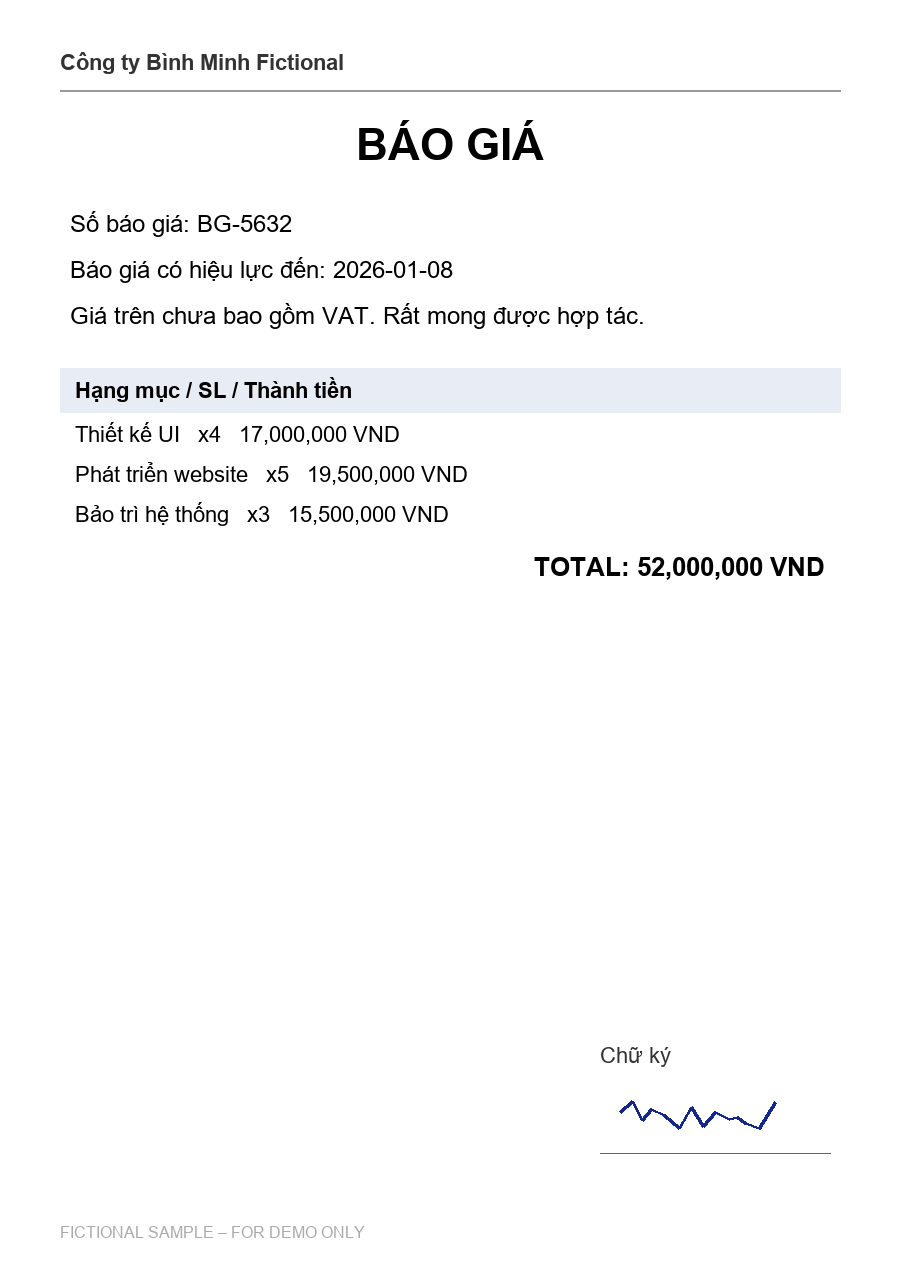 Công ty Bình Minh Fictional
BÁO GIÁ
Số báo giá: BG-5632
Báo giá có hiệu lực đến: 2026-01-08
Giá trên chưa bao gồm VAT. Rất mong được hợp tác.
Hạng mục / SL / Thành tiền
Thiết kế UI x4 17,000,000 VND
Phát triển website x5 19,500,000 VND
Bảo trì hệ thống x3 15,500,000 VND
TOTAL: 52,000,000 VND
Chữ ký
FICTIONAL SAMPLE – FOR DEMO ONLY